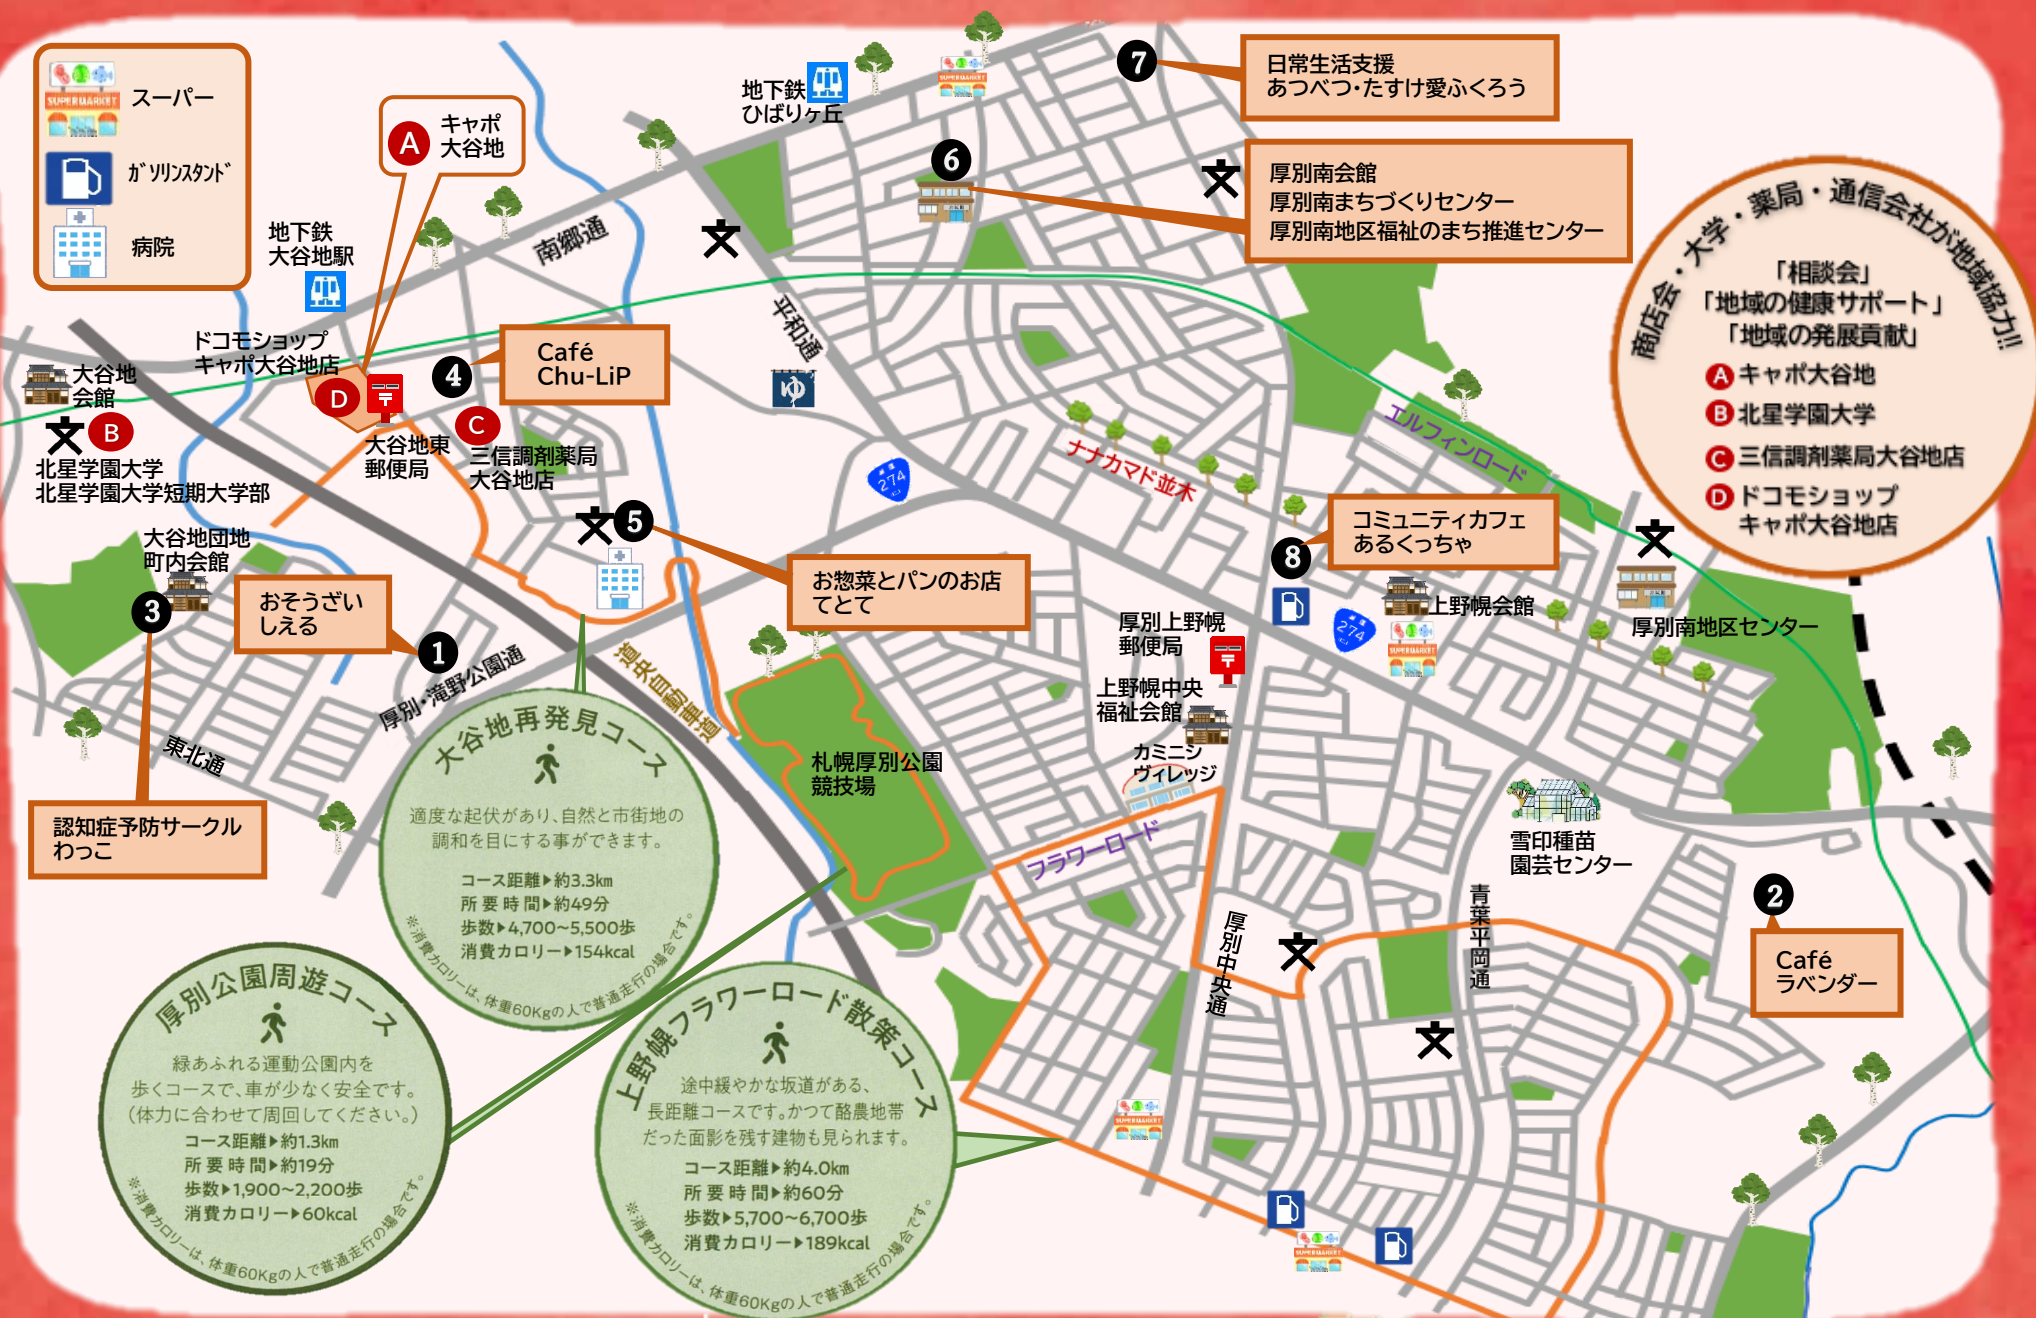 スーパー
ｶﾞｿﾘﾝｽﾀﾝﾄﾞ
病院
A
キャポ
大谷地
地下鉄
大谷地駅
南郷通
地下鉄
ひばりヶ丘
7
日常生活支援
あつべつ・たすけ愛ふくろう
6
厚別南会館
厚別南まちづくりセンター
厚別南地区福祉のまち推進センター
商店会・大学・薬局・通信会社が地域協力!!
「相談会」
「地域の健康サポート」
「地域の発展貢献」
A キャポ大谷地
B 北星学園大学
C 三信調剤薬局大谷地店
D ドコモショップ
キャポ大谷地店
ドコモショップ
キャポ大谷地店
D
〒
大谷地東
郵便局
大谷地
会館
B
北星学園大学
北星学園大学短期大学部
4
Café
Chu-LiP
C
三信調剤薬局
大谷地店
平和通
ゆ
274
ナナカマド並木
エルフィンロード
大谷地団地
町内会館
3
おそうざい
しえる
1
5
お惣菜とパンのお店
てとて
8
コミュニティカフェ
あるくっちゃ
上野幌会館
274
厚別南地区センター
厚別上野幌
郵便局
〒
上野幌中央
福祉会館
カミニシ
ヴィレッジ
厚別・滝野公園通
東北通
道央自動車道
札幌厚別公園
競技場
フラワーロード
厚別中央通
青葉平岡通
雪印種苗
園芸センター
2
Café
ラベンダー
認知症予防サークル
わっこ
大谷地再発見コース
適度な起伏があり、自然と市街地の
調和を目にする事ができます。
コース距離▶約3.3km
所要時間▶約49分
歩数▶4,700～5,500歩
消費カロリー▶154kcal
※消費カロリーは、体重60Kgの人で普通走行の場合です。
厚別公園周遊コース
緑あふれる運動公園内を
歩くコースで、車が少なく安全です。
（体力に合わせて周回してください。）
コース距離▶約1.3km
所要時間▶約19分
歩数▶1,900～2,200歩
消費カロリー▶60kcal
※消費カロリーは、体重60Kgの人で普通走行の場合です。
上野幌フラワーロード散策コース
途中緩やかな坂道がある、
長距離コースです。かつて酪農地帯
だった面影を残す建物も見られます。
コース距離▶約4.0km
所要時間▶約60分
歩数▶5,700～6,700歩
消費カロリー▶189kcal
※消費カロリーは、体重60Kgの人で普通走行の場合です。
SUPERMARKET
SUPERMARKET
SUPERMARKET
SUPERMARKET
SUPERMARKET